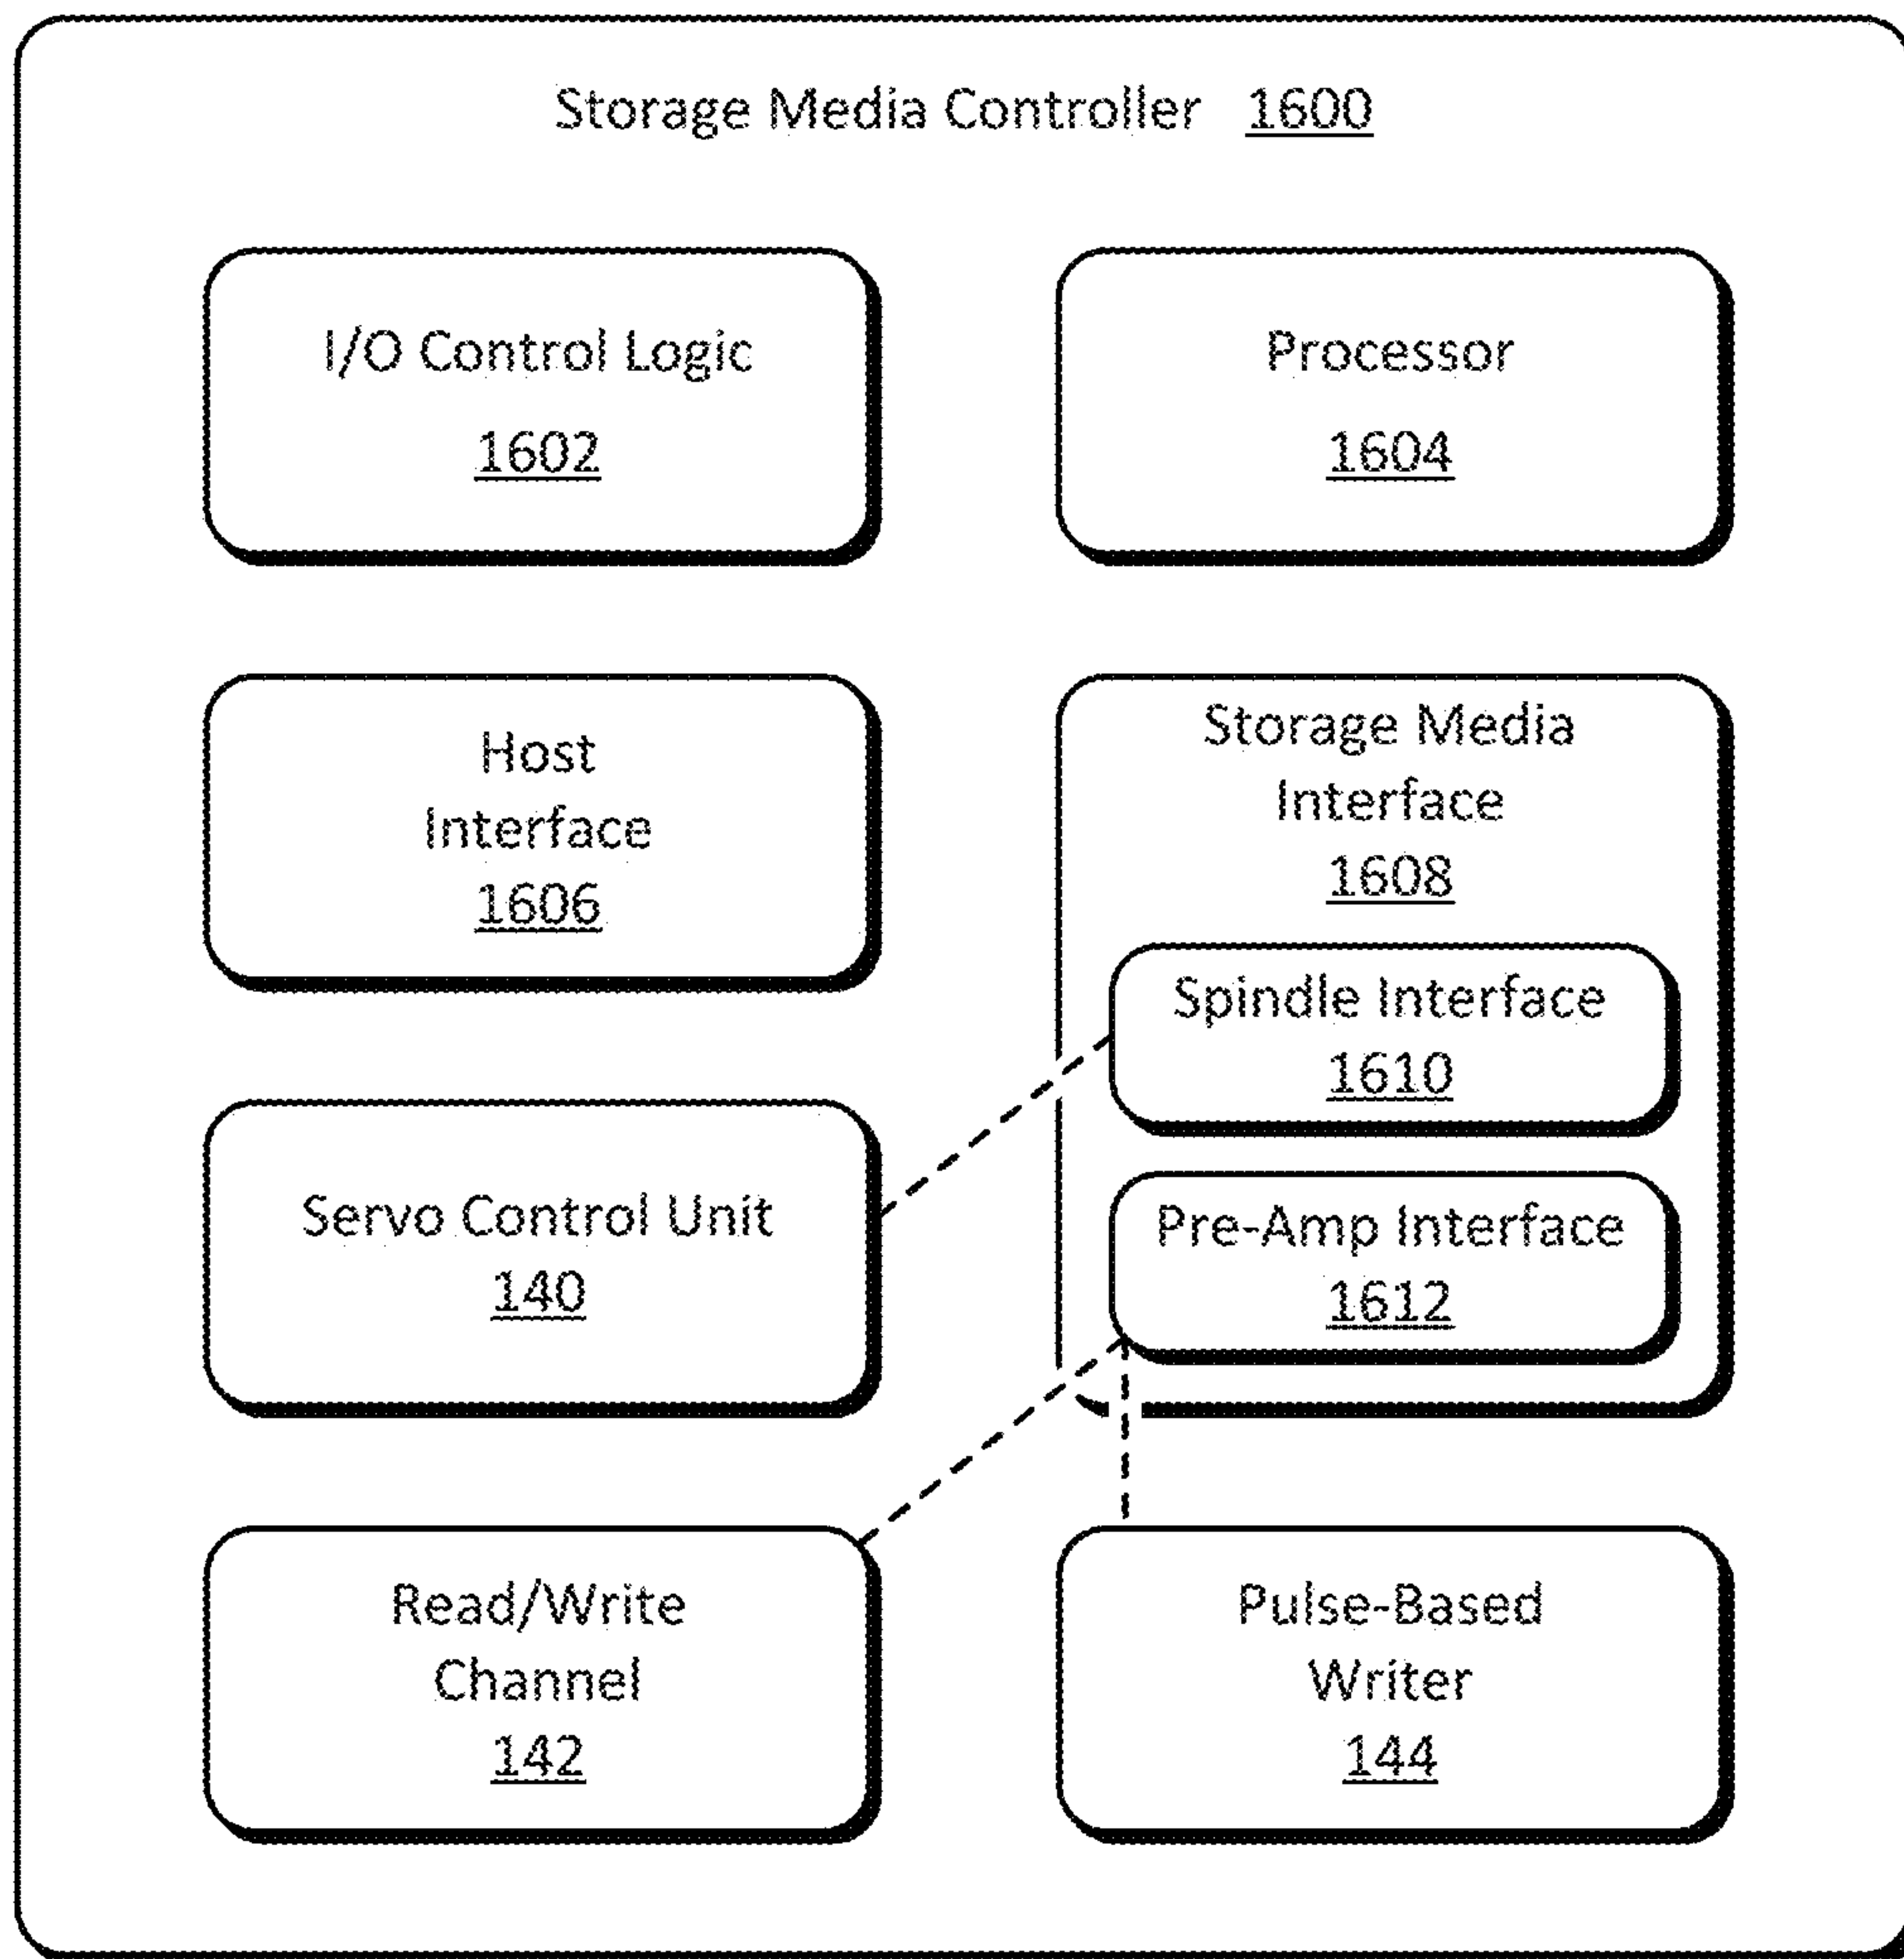 Storage Media Controller 1600
I/O Control Logic
1602
Processor
1604
Host
Interface
1606
Storage Media
Interface
1608
Spindle Interface
1610
Pre-Amp Interface
1612
Servo Control Unit
140
Read/Write
Channel
142
Pulse-Based
Writer
144